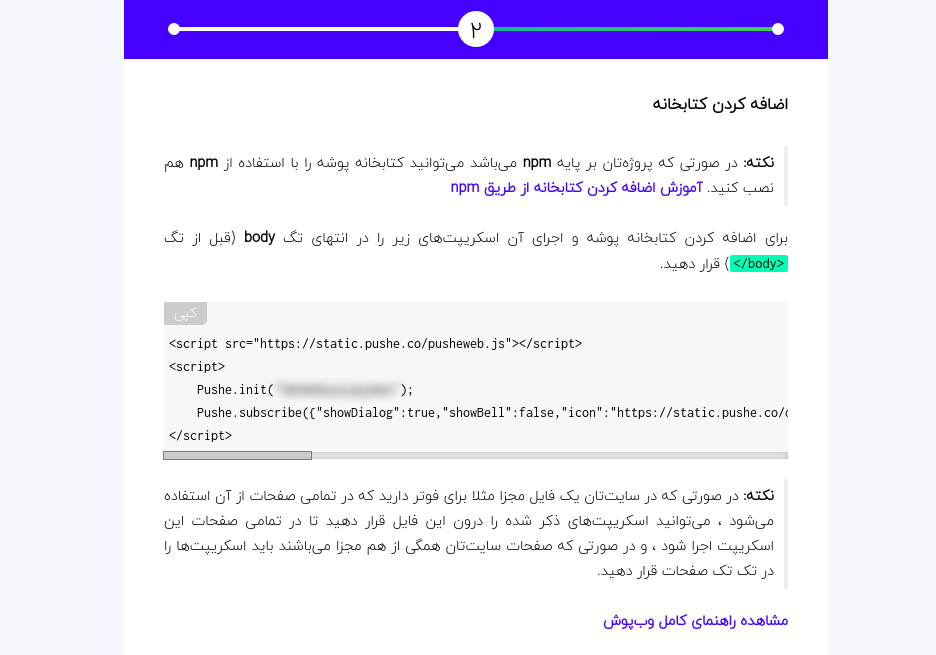 ۲
اضافه کردن کتابخانه
نکته: در صورتی که پروژه‌تان بر پایه npm می‌باشد می‌توانید کتابخانه پوشه را با استفاده از npm هم
نصب کنید. آموزش اضافه کردن کتابخانه از طریق npm
برای اضافه کردن کتابخانه پوشه و اجرای آن اسکریپت‌های زیر را در انتهای تگ body (قبل از تگ
</body>) قرار دهید.
کپی
<script src="https://static.pushe.co/pusheweb.js"></script>
<script>
Pushe.init();
Pushe.subscribe({"showDialog":true,"showBell":false,"icon":"https://static.pushe.co/
</script>
نکته: در صورتی که در سایت‌تان یک فایل مجزا مثلا برای فوتر دارید که در تمامی صفحات از آن استفاده
می‌شود ، می‌توانید اسکریپت‌های ذکر شده را درون این فایل قرار دهید تا در تمامی صفحات این
اسکریپت اجرا شود ، و در صورتی که صفحات سایت‌تان همگی از هم مجزا می‌باشند باید اسکریپت‌ها را
در تک تک صفحات قرار دهید.
مشاهده راهنمای کامل وب‌پوش